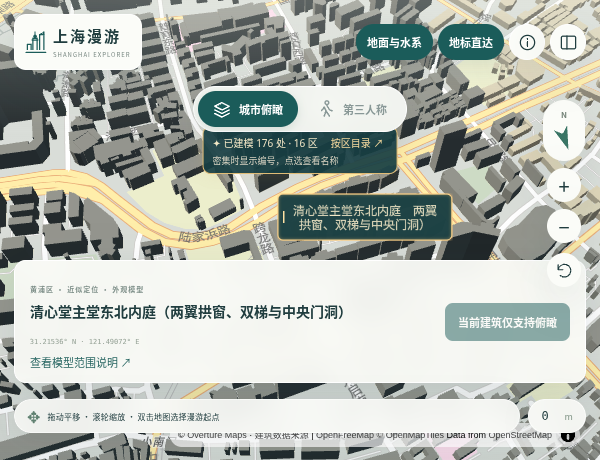 上海漫游
SHANGHAI EXPLORER
地面与水系
地标直达
城市俯瞰
第三人称
N
✦ 已建模 176 处 · 16 区 按区目录 ↗
密集时显示编号，点选查看名称
清心堂主堂东北内庭（两翼
拱窗、双梯与中央门洞）
+
−
陆家浜路
跨龙路
黄浦区 · 近似定位 · 外观模型
清心堂主堂东北内庭（两翼拱窗、双梯与中央门洞）
31.21536° N · 121.49072° E
查看模型范围说明 ↗
当前建筑仅支持俯瞰
拖动平移 · 滚轮缩放 · 双击地图选择漫游起点
0 m
小南
© Overture Maps · 建筑数据来源 | OpenFreeMap © OpenMapTiles Data from OpenStreetMap